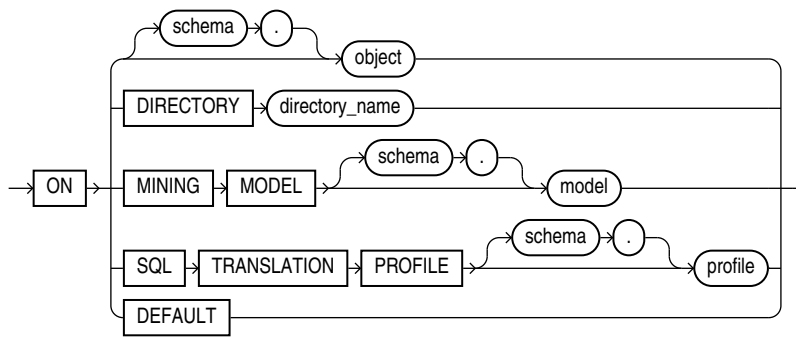 schema .
object
DIRECTORY directory_name
schema .
ON MINING MODEL model
schema .
SQL TRANSLATION PROFILE profile
DEFAULT